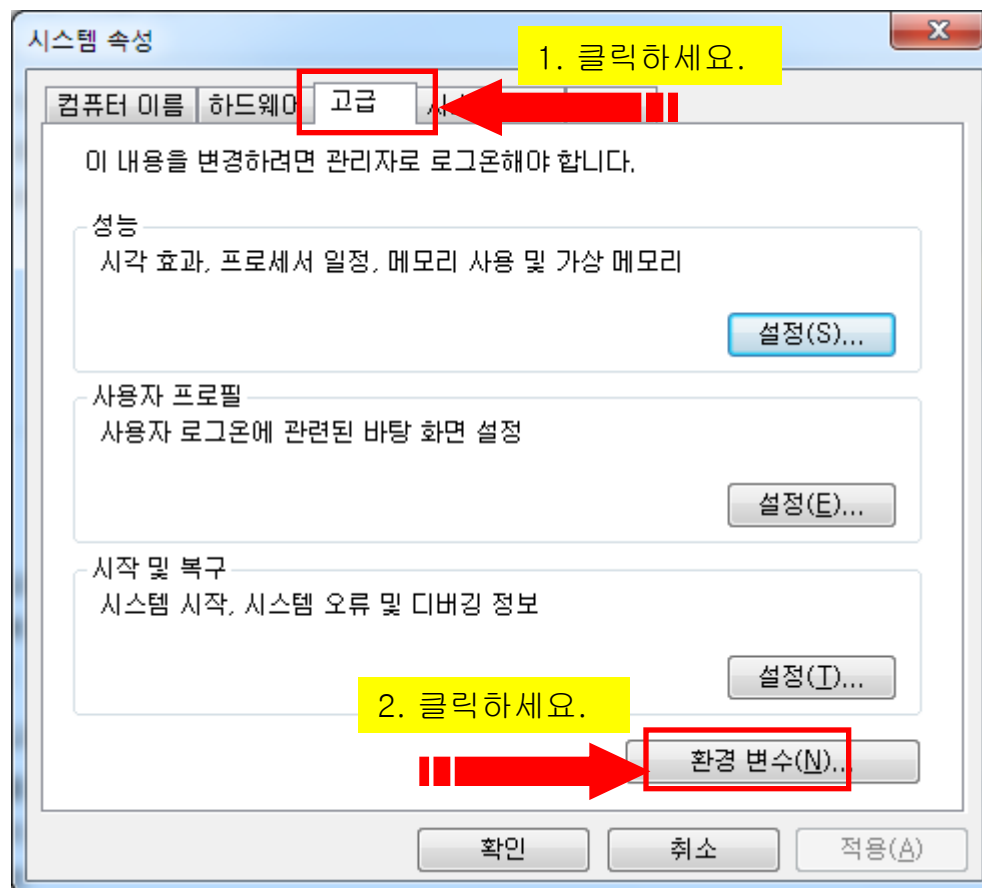 시스템 속성
1. 클릭하세요.
컴퓨터 이름 하드웨어 고급
이 내용을 변경하려면 관리자로 로그온해야 합니다.
성능
시각 효과, 프로세서 일정, 메모리 사용 및 가상 메모리
설정(S)...
사용자 프로필
사용자 로그온에 관련된 바탕 화면 설정
설정(E)...
시작 및 복구
시스템 시작, 시스템 오류 및 디버깅 정보
설정(T)...
2. 클릭하세요.
환경 변수(N)...
확인 취소 적용(A)